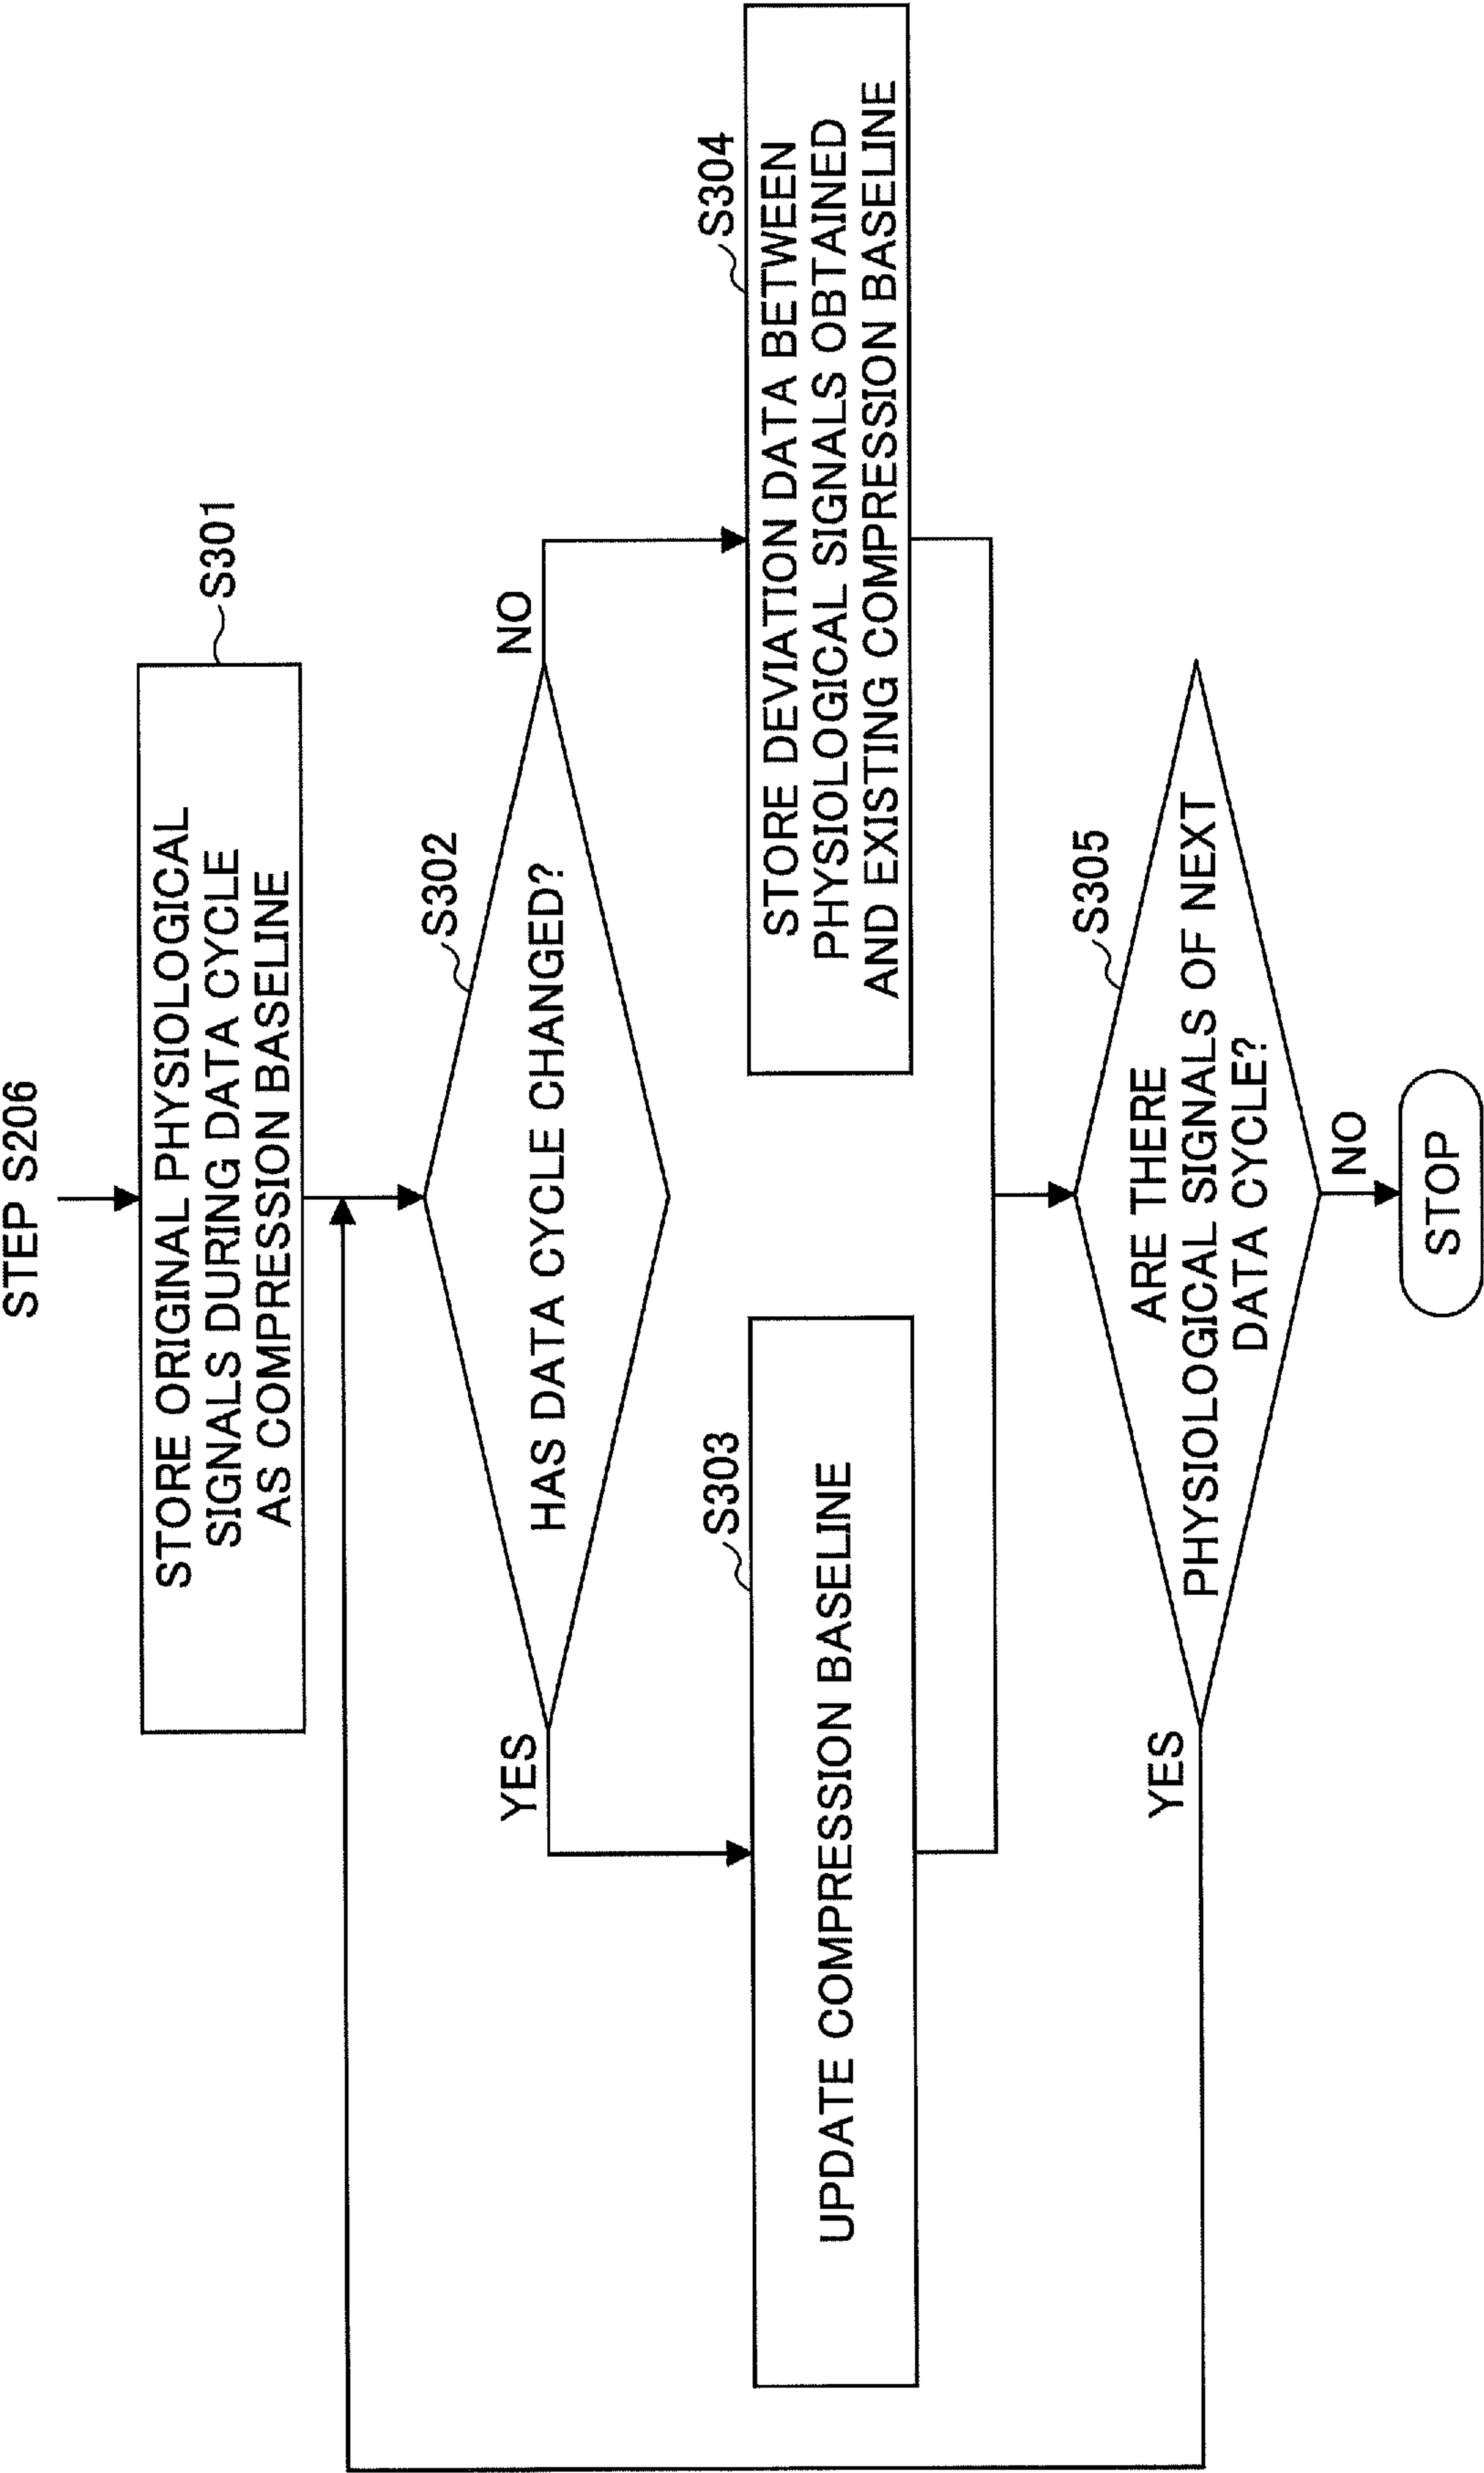 STEP S206
S301
STORE ORIGINAL PHYSIOLOGICAL
SIGNALS DURING DATA CYCLE
AS COMPRESSION BASELINE
S302
HAS DATA CYCLE CHANGED?
YES
NO
S303
UPDATE COMPRESSION BASELINE
S304
STORE DEVIATION DATA BETWEEN
PHYSIOLOGICAL SIGNALS OBTAINED
AND EXISTING COMPRESSION BASELINE
S305
ARE THERE
PHYSIOLOGICAL SIGNALS OF NEXT
DATA CYCLE?
YES
NO
STOP